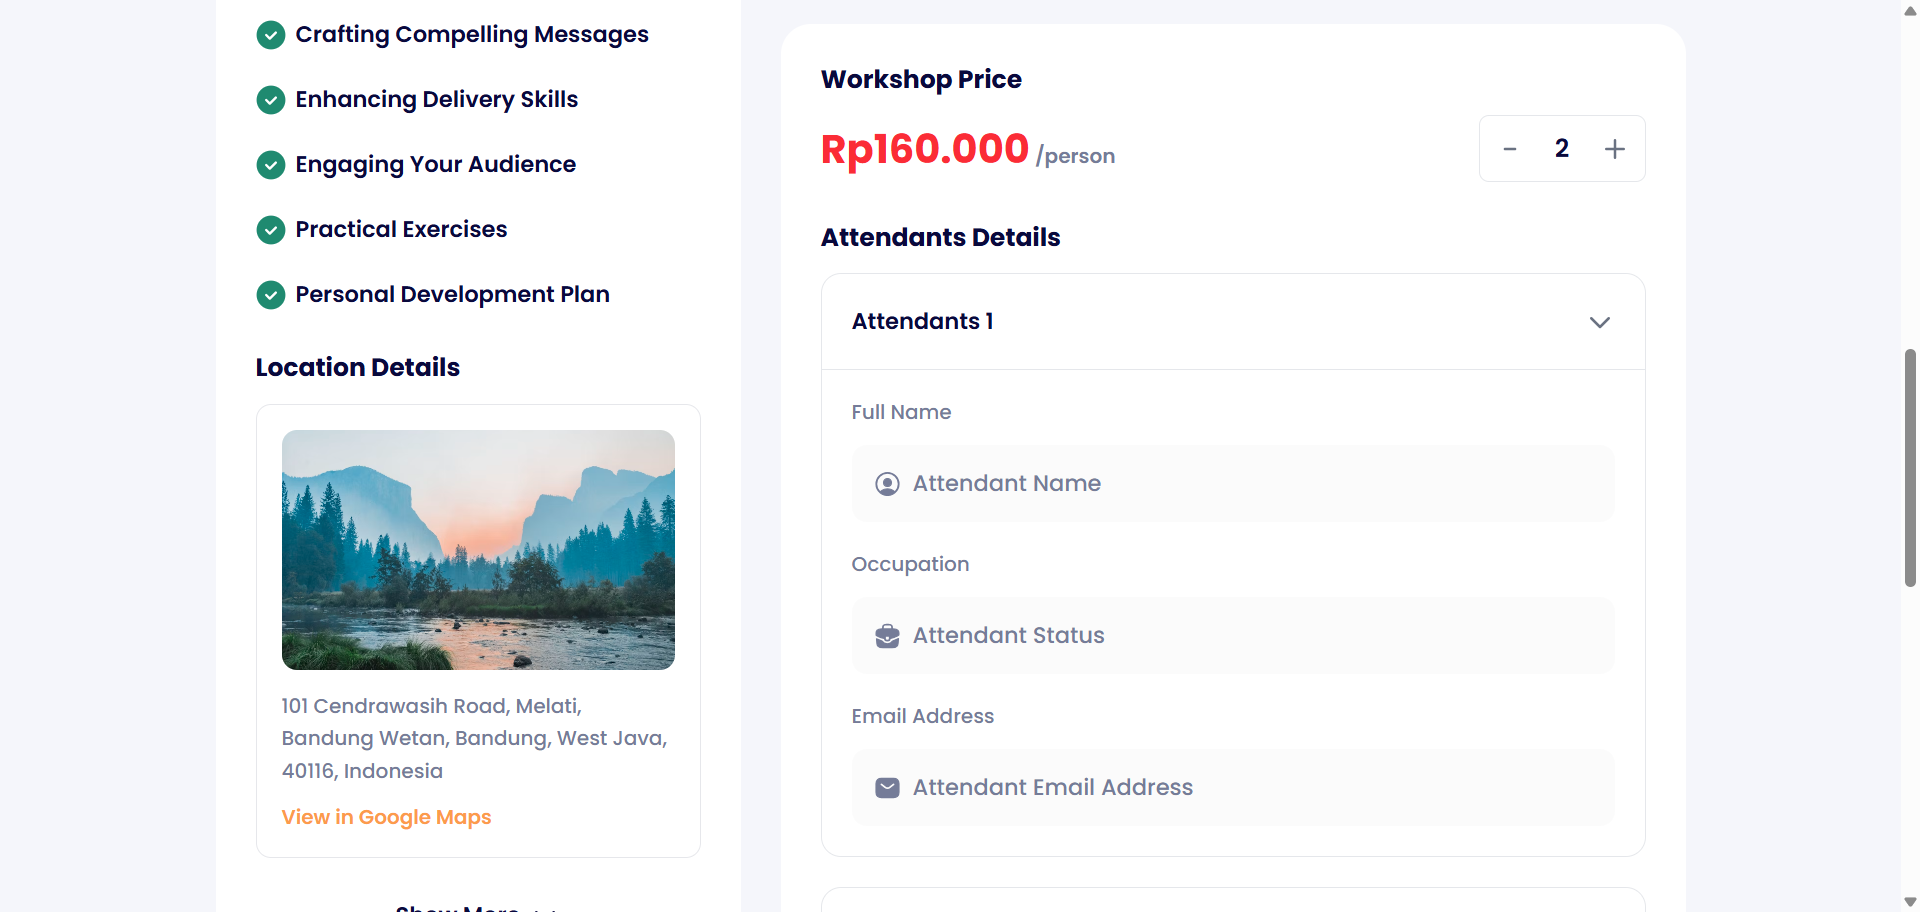 Crafting Compelling Messages
Enhancing Delivery Skills
Engaging Your Audience
Practical Exercises
Personal Development Plan
Location Details
101 Cendrawasih Road, Melati,
Bandung Wetan, Bandung, West Java,
40116, Indonesia
View in Google Maps
Show More
Workshop Price
Rp160.000 /person
- 2 +
Attendants Details
Attendants 1
Full Name
Attendant Name
Occupation
Attendant Status
Email Address
Attendant Email Address